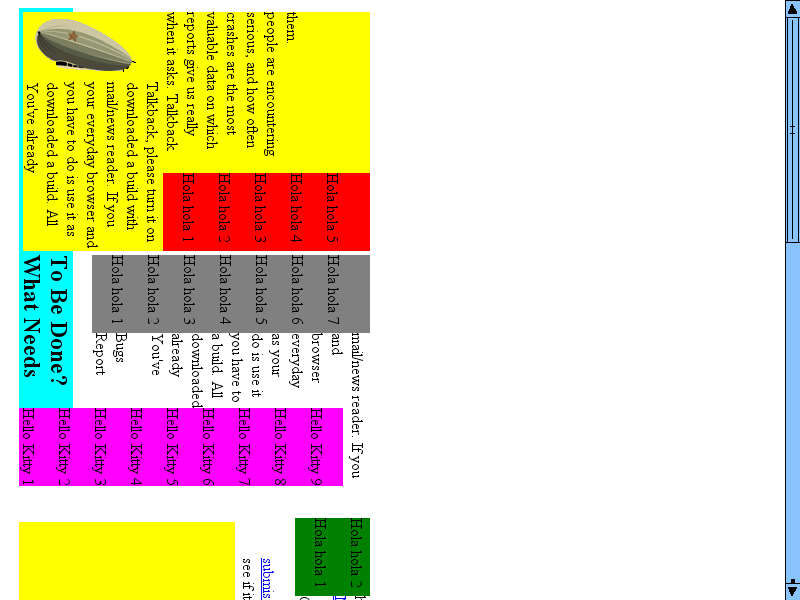 You've already
downloaded a build. All
you have to do is use it as
your everyday browser and
mail/news reader. If you
downloaded a build with
Talkback, please turn it on
when it asks. Talkback
reports give us really
valuable data on which
crashes are the most
serious, and how often
people are encountering
them.
Hola hola 1
Hola hola 2
Hola hola 3
Hola hola 4
Hola hola 5
What Needs
To Be Done?
Hola hola 1
Hola hola 2
Hola hola 3
Hola hola 4
Hola hola 5
Hola hola 6
Hola hola 7
Report
Bugs
You've
already
downloaded
a build. All
you have to
do is use it
as your
everyday
browser
and
mail/news reader. If you
Hello Kitty 1
Hello Kitty 2
Hello Kitty 3
Hello Kitty 4
Hello Kitty 5
Hello Kitty 6
Hello Kitty 7
Hello Kitty 8
Hello Kitty 9
see if it
submis
Hola hola 1
Hola hola 2